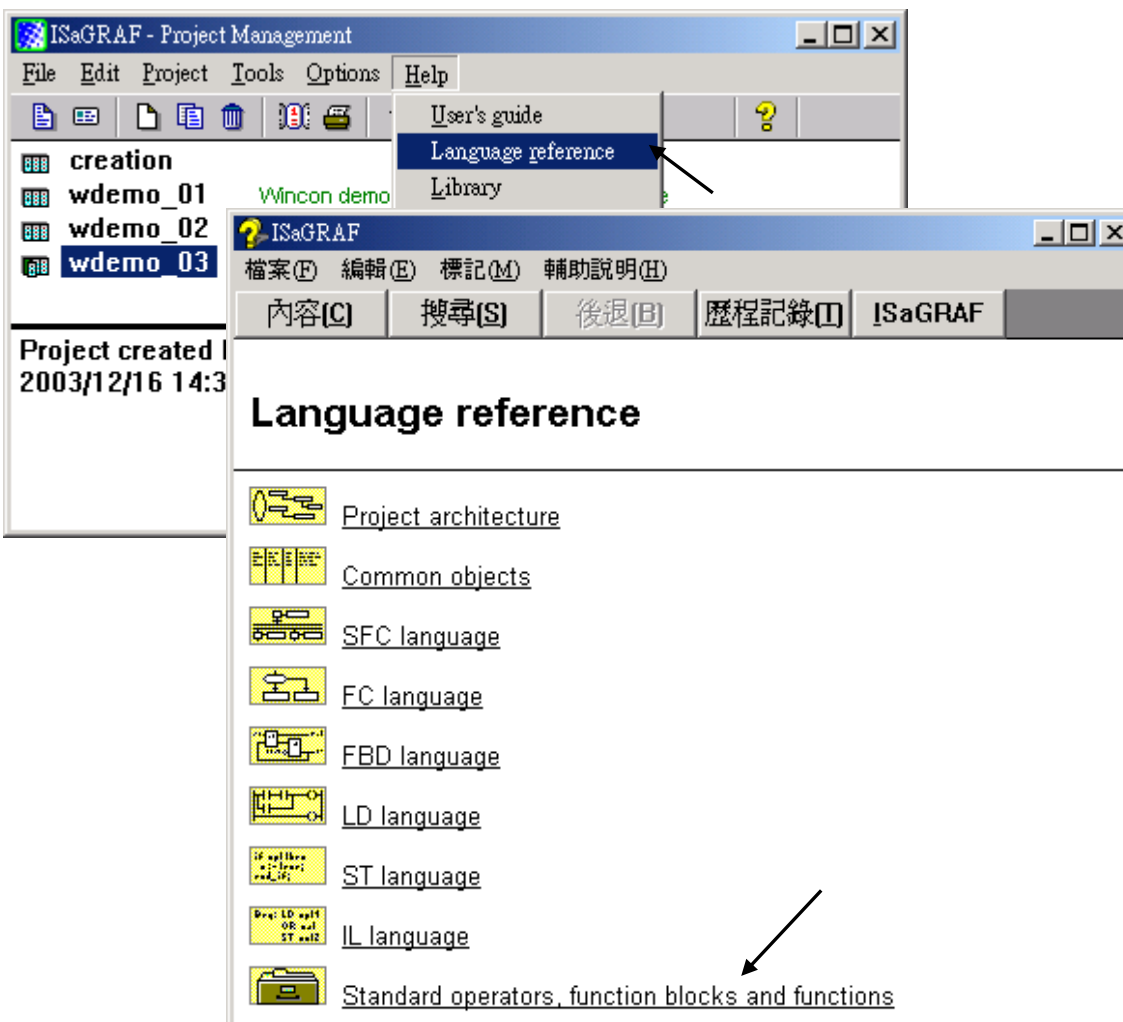 ISaGRAF - Project Management
File Edit Project Tools Options Help
User's guide
Language reference
Library
creation
wdemo_01 Wincon demo
wdemo_02
wdemo_03
Project created
2003/12/16 14:3
ISaGRAF
檔案(F) 編輯(E) 標記(M) 輔助說明(H)
內容(C) 搜尋(S) 後退(B) 歷程記錄(T) ISaGRAF
Language reference
Project architecture
Common objects
SFC language
FC language
FBD language
LD language
ST language
IL language
Standard operators, function blocks and functions